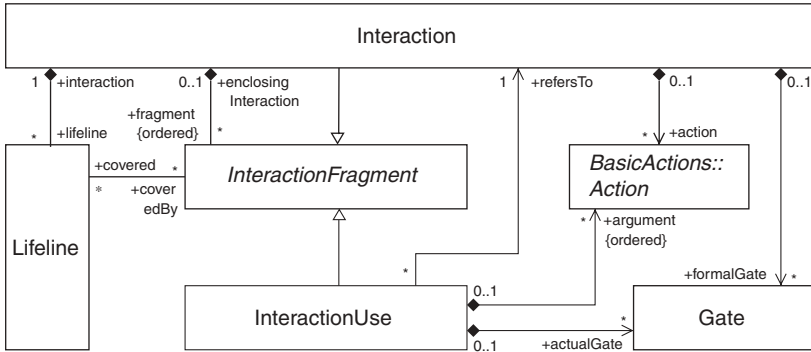 Interaction
1 +interaction 0..1 +enclosing Interaction 1 +refersTo 0..1 0..1
+fragment
{ordered}
* +lifeline * * +action
+covered *
* +cover
edBy
InteractionFragment
BasicActions::
Action
Lifeline
* +argument
{ordered}
* 0..1 +formalGate *
InteractionUse
0..1 +actualGate *
Gate